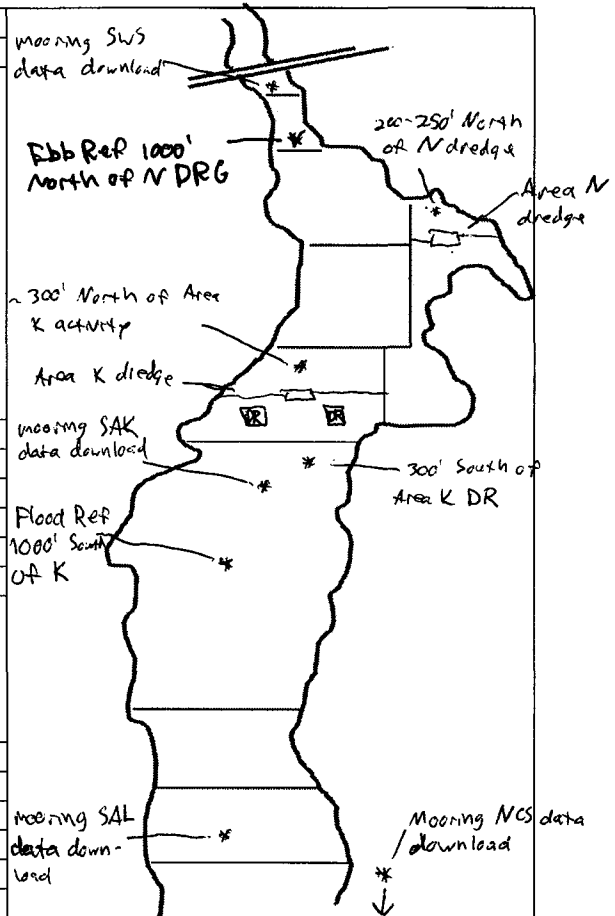 mooring SWS
data download
Ebb Ref 1000'
North of N DRG
200-250' North
of N dredge
Area N
dredge
~ 300' North of Area
K activity
Area K dredge
DR
DR
mooring SAK
data download
300' South of
Area K DR
Flood Ref
1000' South
of K
mooring SAL
data down-
load
Mooring NCS data
download